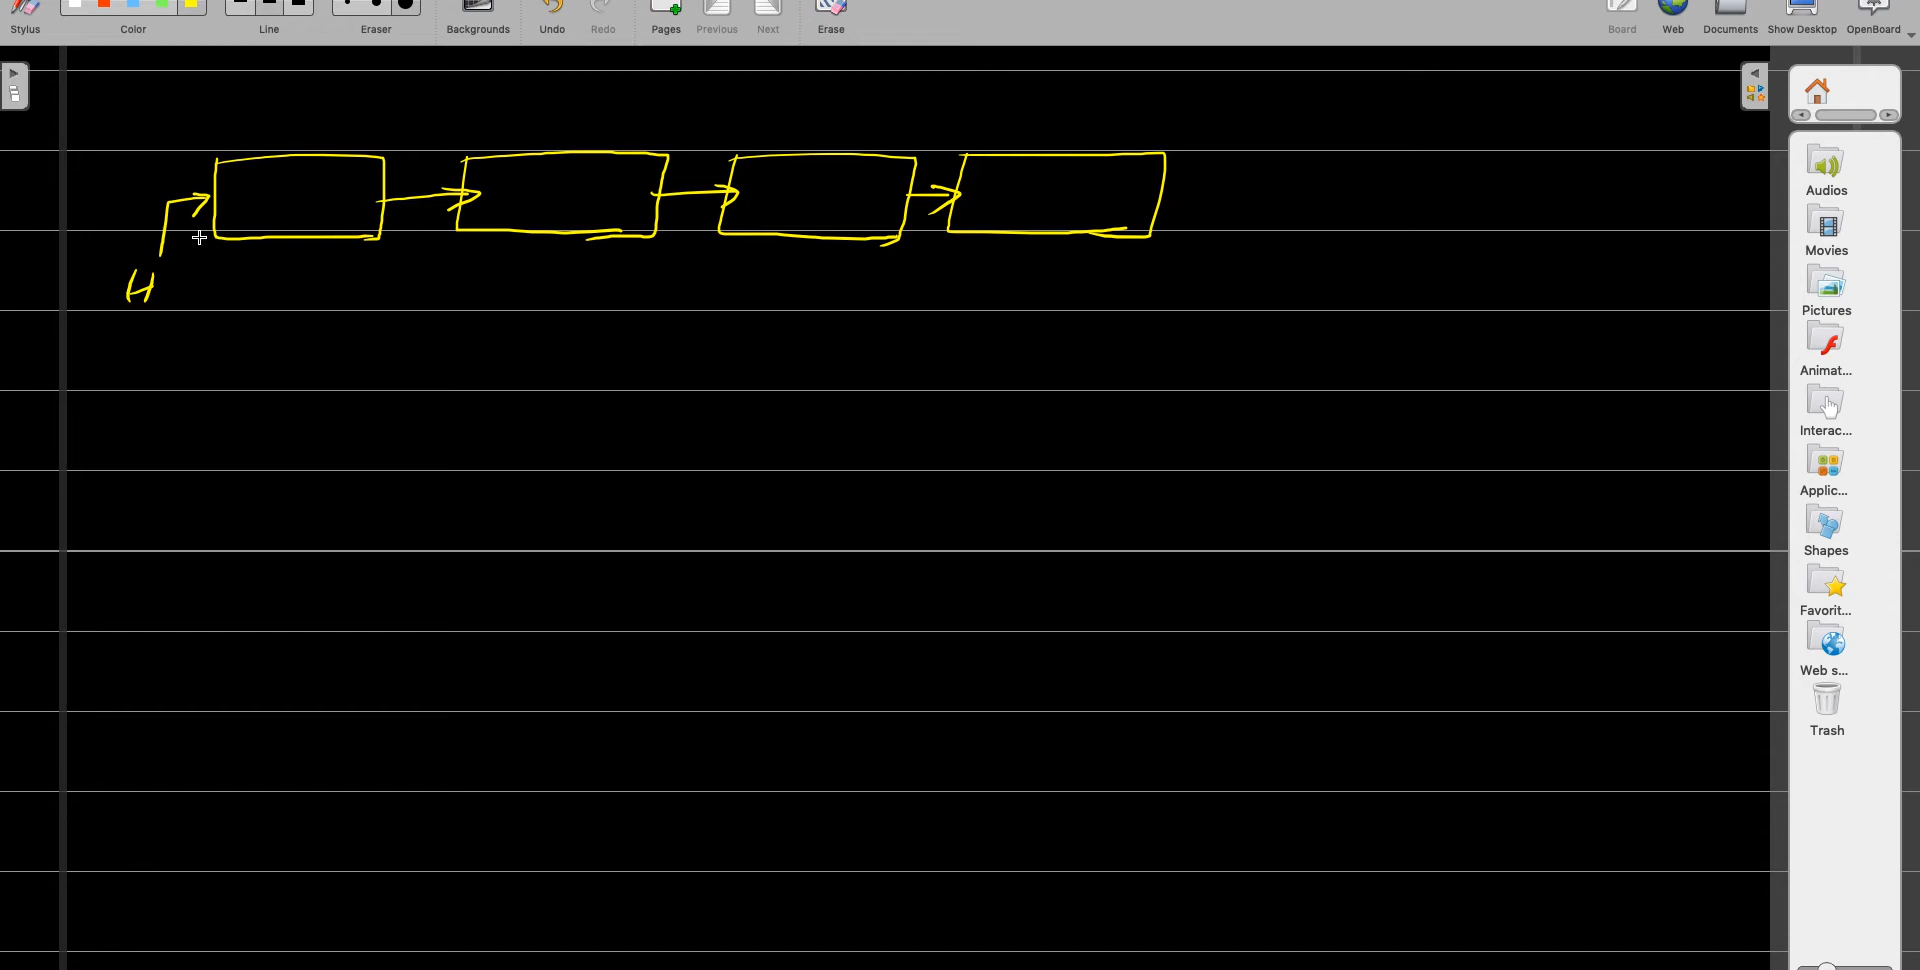 Stylus Color Line Eraser Backgrounds Undo Redo Pages Previous Next Erase Board Web Documents Show Desktop OpenBoard
H
Audios
Movies
Pictures
Animat...
Interac...
Applic...
Shapes
Favorit...
Web s...
Trash